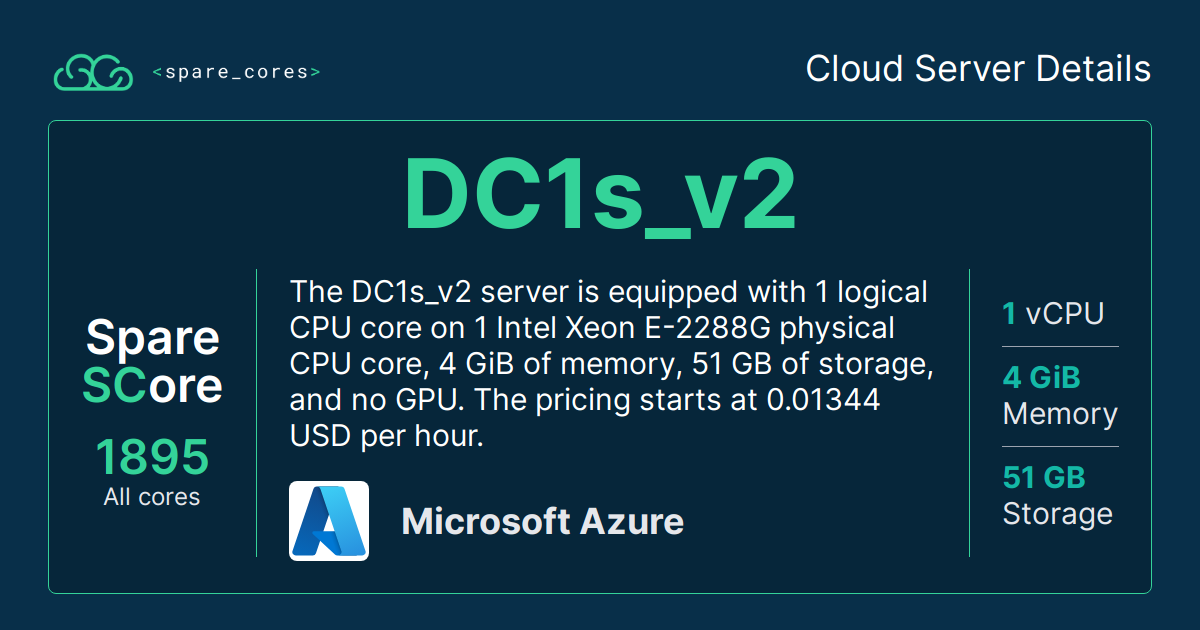 <spare_cores>
Cloud Server Details
DC1s_v2
Spare
SCore
1895
All cores
The DC1s_v2 server is equipped with 1 logical
CPU core on 1 Intel Xeon E-2288G physical
CPU core, 4 GiB of memory, 51 GB of storage,
and no GPU. The pricing starts at 0.01344
USD per hour.
Microsoft Azure
1 vCPU
4 GiB
Memory
51 GB
Storage